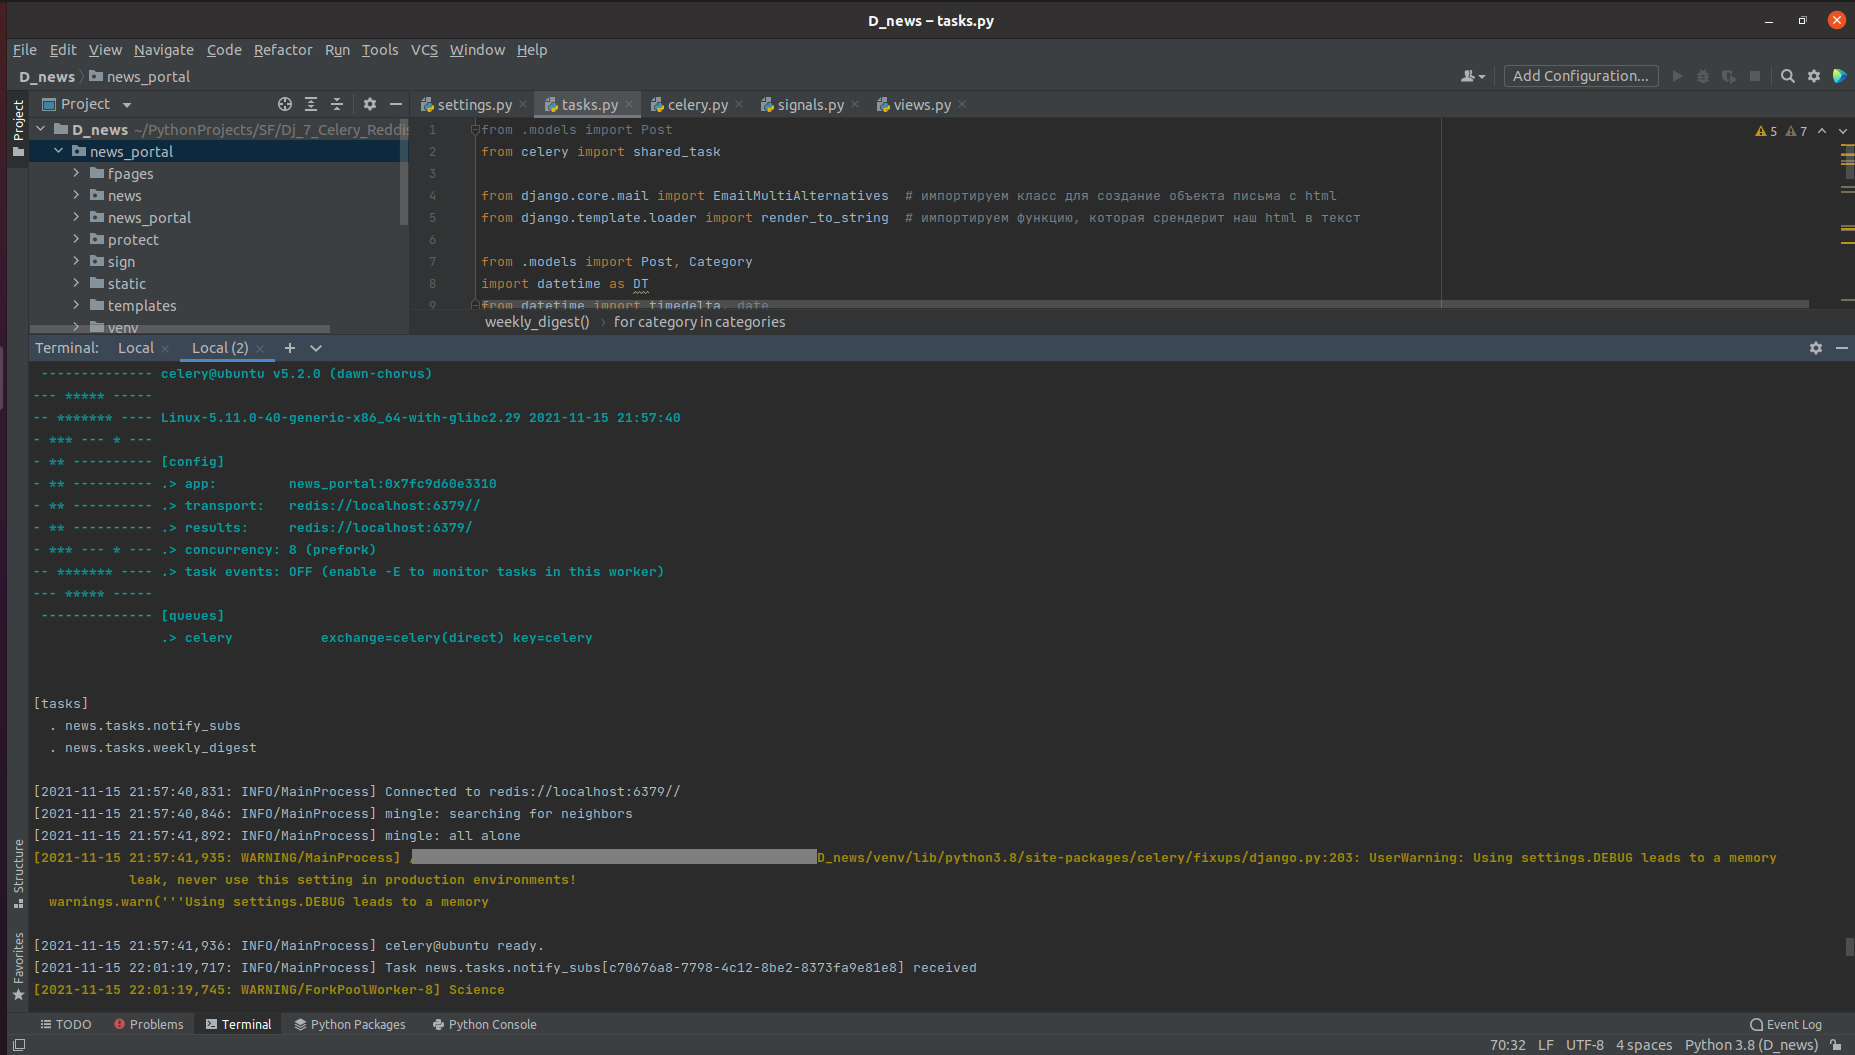 D_news – tasks.py
File Edit View Navigate Code Refactor Run Tools VCS Window Help
D_news news_portal Add Configuration...
Project
Project
settings.py tasks.py celery.py signals.py views.py
D_news ~/PythonProjects/SF/Dj_7_Celery_Reddis
news_portal
fpages
news
news_portal
protect
sign
static
templates
venv
1 from .models import Post
2 from celery import shared_task
3
4 from django.core.mail import EmailMultiAlternatives # импортируем класс для создание объекта письма с html
5 from django.template.loader import render_to_string # импортируем функцию, которая срендерит наш html в текст
6
7 from .models import Post, Category
8 import datetime as DT
9 from datetime import timedelta, date
5 7
weekly_digest() › for category in categories
Terminal: Local Local (2)
-------------- celery@ubuntu v5.2.0 (dawn-chorus)
--- ***** -----
-- ******* ---- Linux-5.11.0-40-generic-x86_64-with-glibc2.29 2021-11-15 21:57:40
- *** --- * ---
- ** ---------- [config]
- ** ---------- .> app: news_portal:0x7fc9d60e3310
- ** ---------- .> transport: redis://localhost:6379//
- ** ---------- .> results: redis://localhost:6379/
- *** --- * --- .> concurrency: 8 (prefork)
-- ******* ---- .> task events: OFF (enable -E to monitor tasks in this worker)
--- ***** -----
-------------- [queues]
.> celery exchange=celery(direct) key=celery
[tasks]
. news.tasks.notify_subs
. news.tasks.weekly_digest
[2021-11-15 21:57:40,831: INFO/MainProcess] Connected to redis://localhost:6379//
[2021-11-15 21:57:40,846: INFO/MainProcess] mingle: searching for neighbors
[2021-11-15 21:57:41,892: INFO/MainProcess] mingle: all alone
[2021-11-15 21:57:41,935: WARNING/MainProcess] / D_news/venv/lib/python3.8/site-packages/celery/fixups/django.py:203: UserWarning: Using settings.DEBUG leads to a memory
leak, never use this setting in production environments!
warnings.warn('''Using settings.DEBUG leads to a memory
[2021-11-15 21:57:41,936: INFO/MainProcess] celery@ubuntu ready.
[2021-11-15 22:01:19,717: INFO/MainProcess] Task news.tasks.notify_subs[c70676a8-7798-4c12-8be2-8373fa9e81e8] received
[2021-11-15 22:01:19,745: WARNING/ForkPoolWorker-8] Science
Structure
Favorites
TODO Problems Terminal Python Packages Python Console Event Log
70:32 LF UTF-8 4 spaces Python 3.8 (D_news)